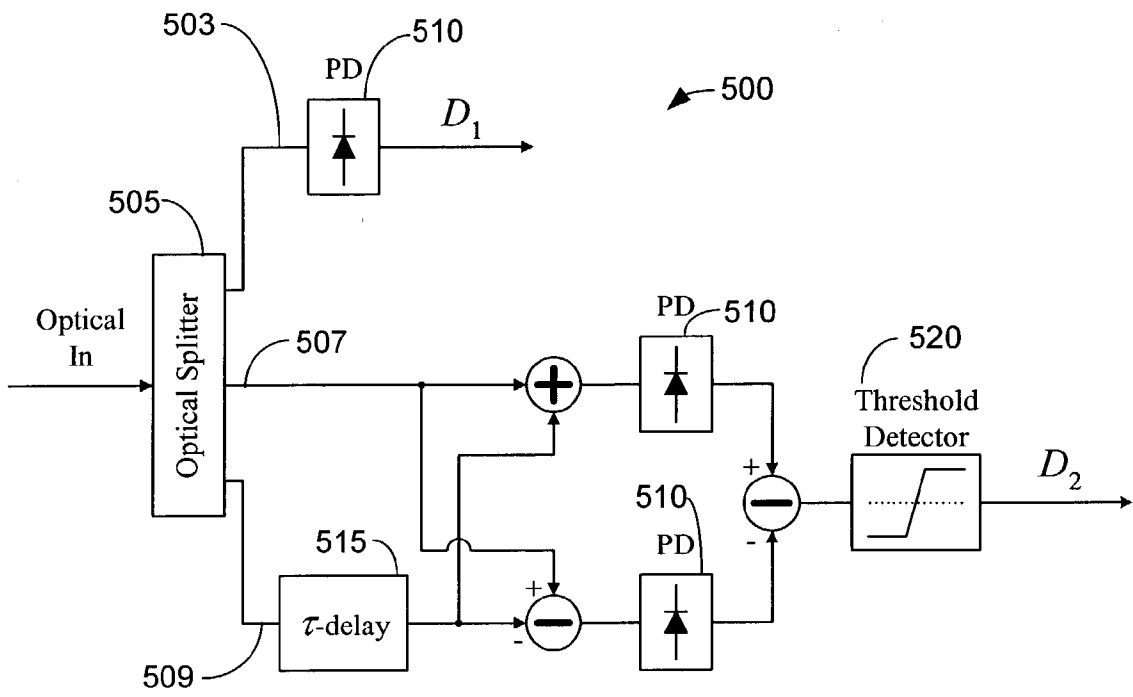 503
510
PD
500
D1
505
Optical
In
Optical Splitter
507
PD
510
520
Threshold
Detector
+
+
-
D2
510
PD
515
+
-
τ-delay
509